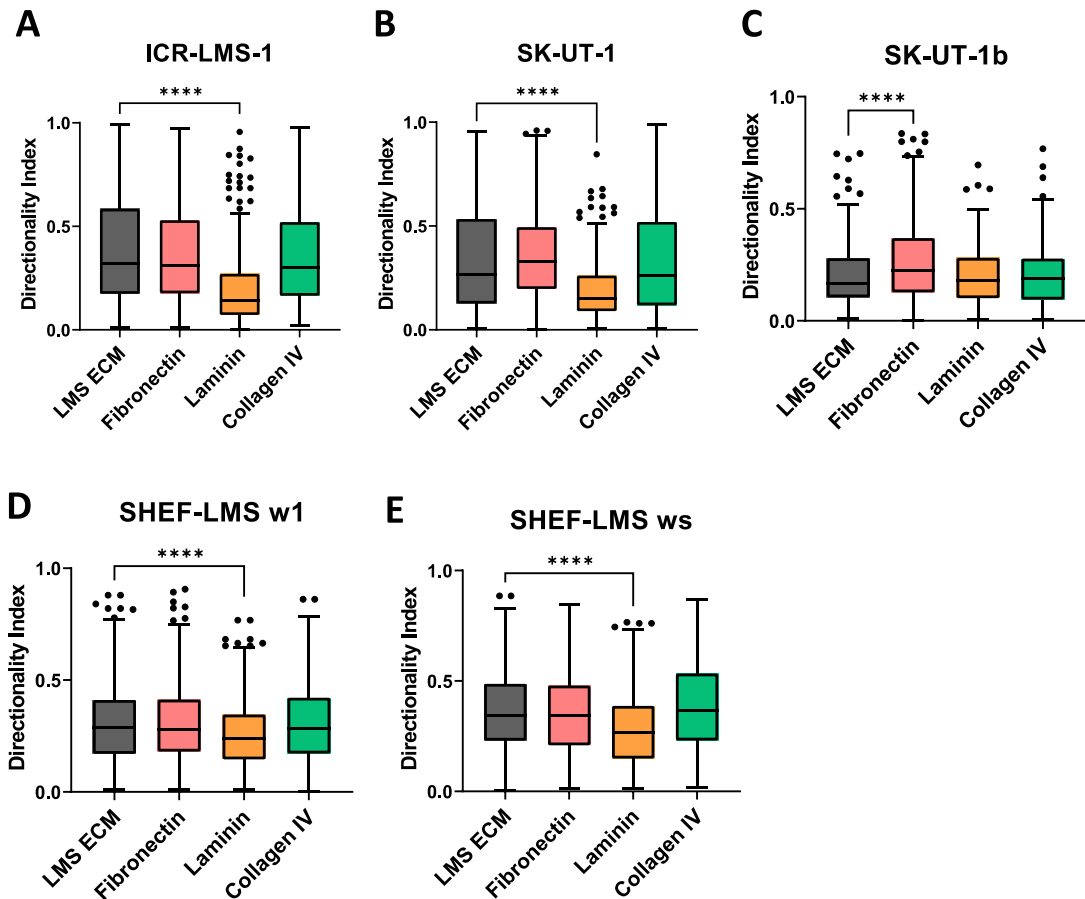 A
ICR-LMS-1
****
Directionality Index
1.0
0.5
0.0
LMS ECM
Fibronectin
Laminin
Collagen IV
B
SK-UT-1
****
Directionality Index
1.0
0.5
0.0
LMS ECM
Fibronectin
Laminin
Collagen IV
C
SK-UT-1b
****
Directionality Index
1.0
0.5
0.0
LMS ECM
Fibronectin
Laminin
Collagen IV
D
SHEF-LMS w1
****
Directionality Index
1.0
0.5
0.0
LMS ECM
Fibronectin
Laminin
Collagen IV
E
SHEF-LMS ws
****
Directionality Index
1.0
0.5
0.0
LMS ECM
Fibronectin
Laminin
Collagen IV